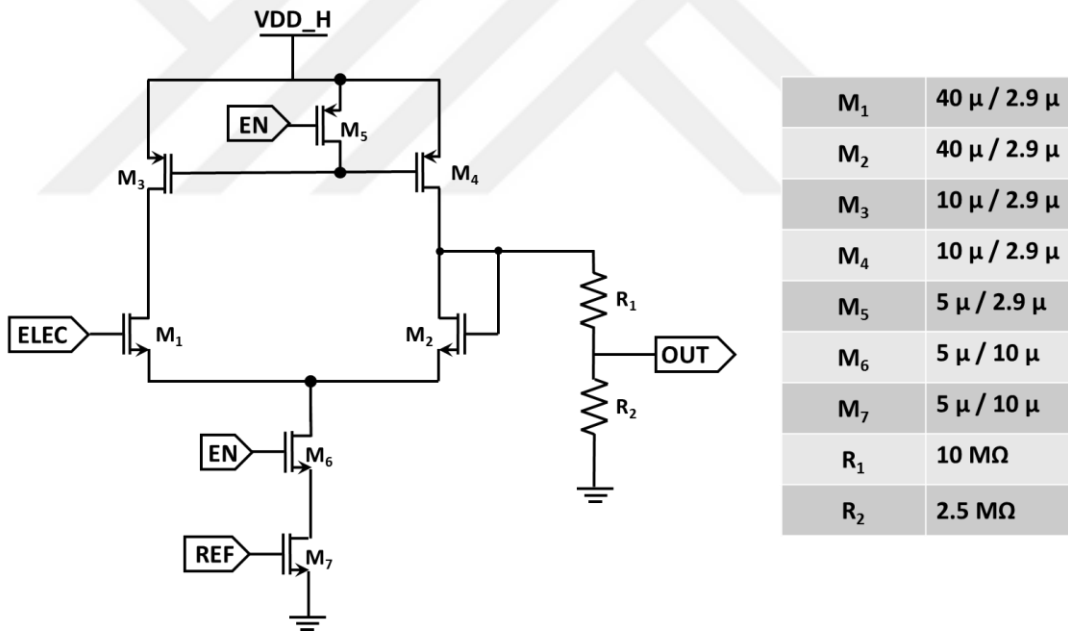 VDD_H
EN
M5
M3
M4
ELEC
M1
M2
R1
OUT
R2
EN
M6
REF
M7
M1 40 µ / 2.9 µ
M2 40 µ / 2.9 µ
M3 10 µ / 2.9 µ
M4 10 µ / 2.9 µ
M5 5 µ / 2.9 µ
M6 5 µ / 10 µ
M7 5 µ / 10 µ
R1 10 MΩ
R2 2.5 MΩ